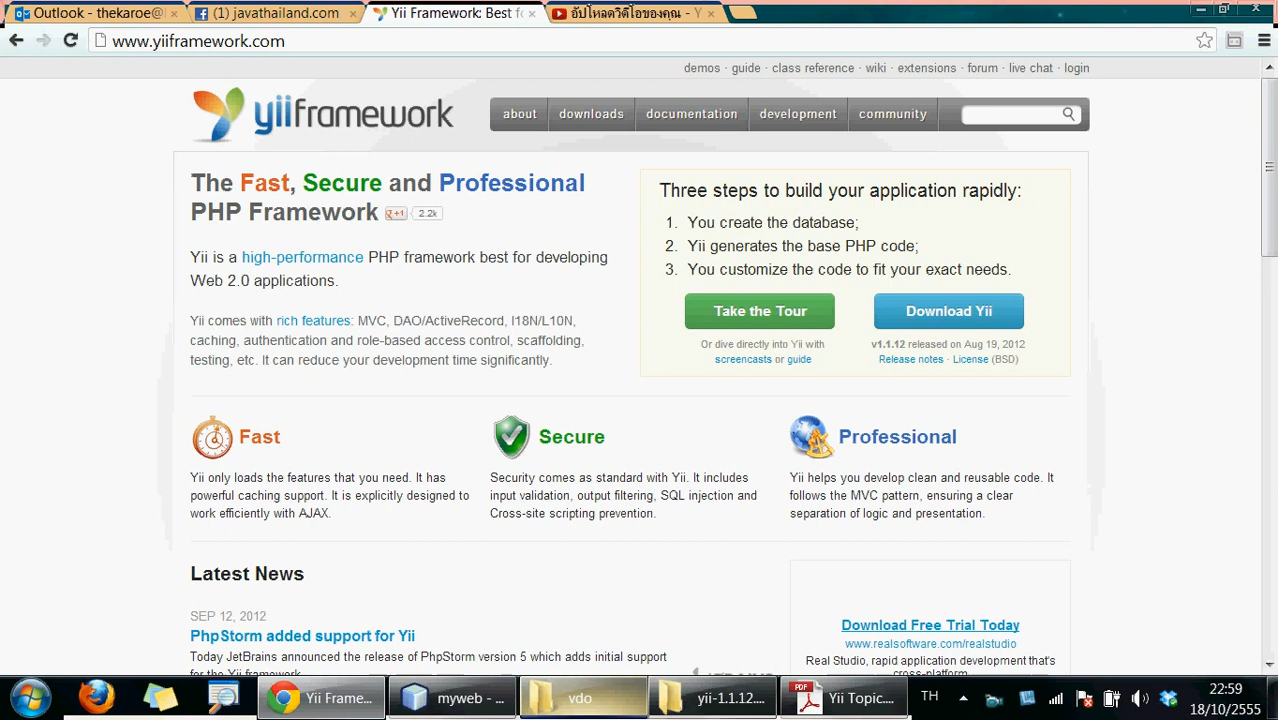 Outlook - thekaroe@
(1) javathailand.com
Yii Framework: Best fo
อัปโหลดวิดีโอของคุณ - Y
www.yiiframework.com
demos · guide · class reference · wiki · extensions · forum · live chat · login
yiiframework
about downloads documentation development community
The Fast, Secure and Professional
PHP Framework +1 2.2k
Yii is a high-performance PHP framework best for developing
Web 2.0 applications.
Yii comes with rich features: MVC, DAO/ActiveRecord, I18N/L10N,
caching, authentication and role-based access control, scaffolding,
testing, etc. It can reduce your development time significantly.
Three steps to build your application rapidly:
1. You create the database;
2. Yii generates the base PHP code;
3. You customize the code to fit your exact needs.
Take the Tour
Download Yii
Or dive directly into Yii with
screencasts or guide
v1.1.12 released on Aug 19, 2012
Release notes · License (BSD)
Fast
Yii only loads the features that you need. It has
powerful caching support. It is explicitly designed to
work efficiently with AJAX.
Secure
Security comes as standard with Yii. It includes
input validation, output filtering, SQL injection and
Cross-site scripting prevention.
Professional
Yii helps you develop clean and reusable code. It
follows the MVC pattern, ensuring a clear
separation of logic and presentation.
Latest News
SEP 12, 2012
PhpStorm added support for Yii
Today JetBrains announced the release of PhpStorm version 5 which adds initial support
for the Yii framework.
Download Free Trial Today
www.realsoftware.com/realstudio
Real Studio, rapid application development that's
cross-platform
Yii Frame...
myweb - ...
vdo
yii-1.1.12....
PDF
Yii Topic....
TH
22:59
18/10/2555